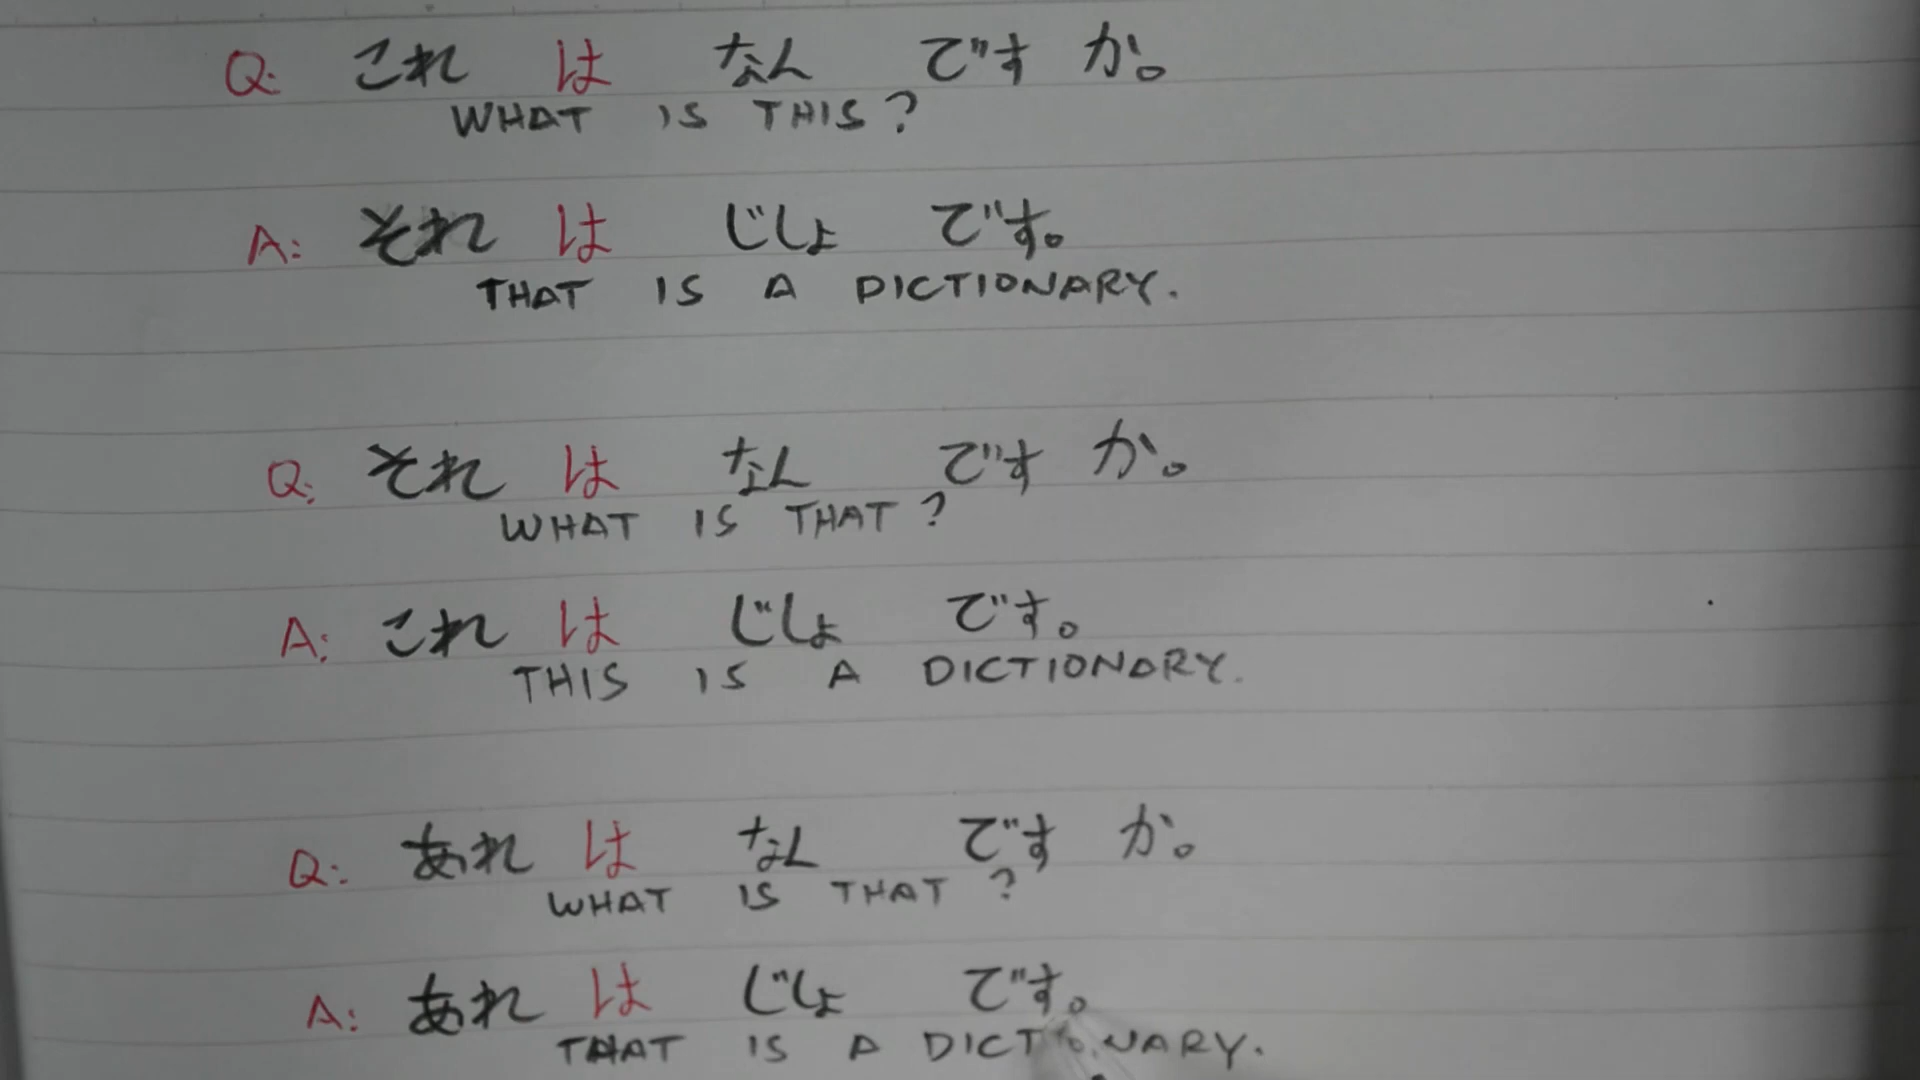 Q: これ は なん です か。
WHAT IS THIS?
A: それ は じしょ です。
THAT IS A DICTIONARY.
Q: それ は なん です か。
WHAT IS THAT?
A: これ は じしょ です。
THIS IS A DICTIONARY.
Q: あれ は なん です か。
WHAT IS THAT?
A: あれ は じしょ です。
THAT IS A DICTIONARY.